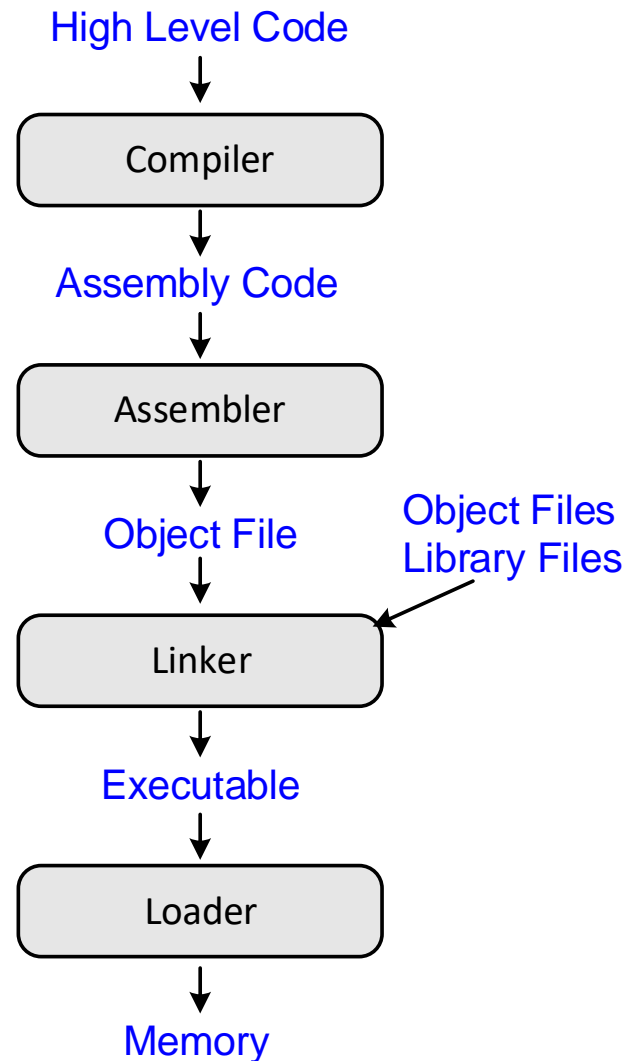 High Level Code
Compiler
Assembly Code
Assembler
Object File
Object Files
Library Files
Linker
Executable
Loader
Memory